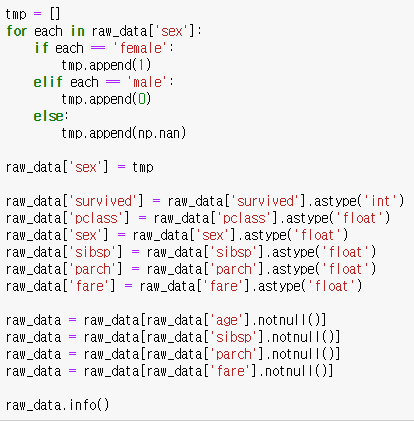 tmp = []
for each in raw_data['sex']:
    if each == 'female':
        tmp.append(1)
    elif each == 'male':
        tmp.append(0)
    else:
        tmp.append(np.nan)

raw_data['sex'] = tmp

raw_data['survived'] = raw_data['survived'].astype('int')
raw_data['pclass'] = raw_data['pclass'].astype('float')
raw_data['sex'] = raw_data['sex'].astype('float')
raw_data['sibsp'] = raw_data['sibsp'].astype('float')
raw_data['parch'] = raw_data['parch'].astype('float')
raw_data['fare'] = raw_data['fare'].astype('float')

raw_data = raw_data[raw_data['age'].notnull()]
raw_data = raw_data[raw_data['sibsp'].notnull()]
raw_data = raw_data[raw_data['parch'].notnull()]
raw_data = raw_data[raw_data['fare'].notnull()]

raw_data.info()